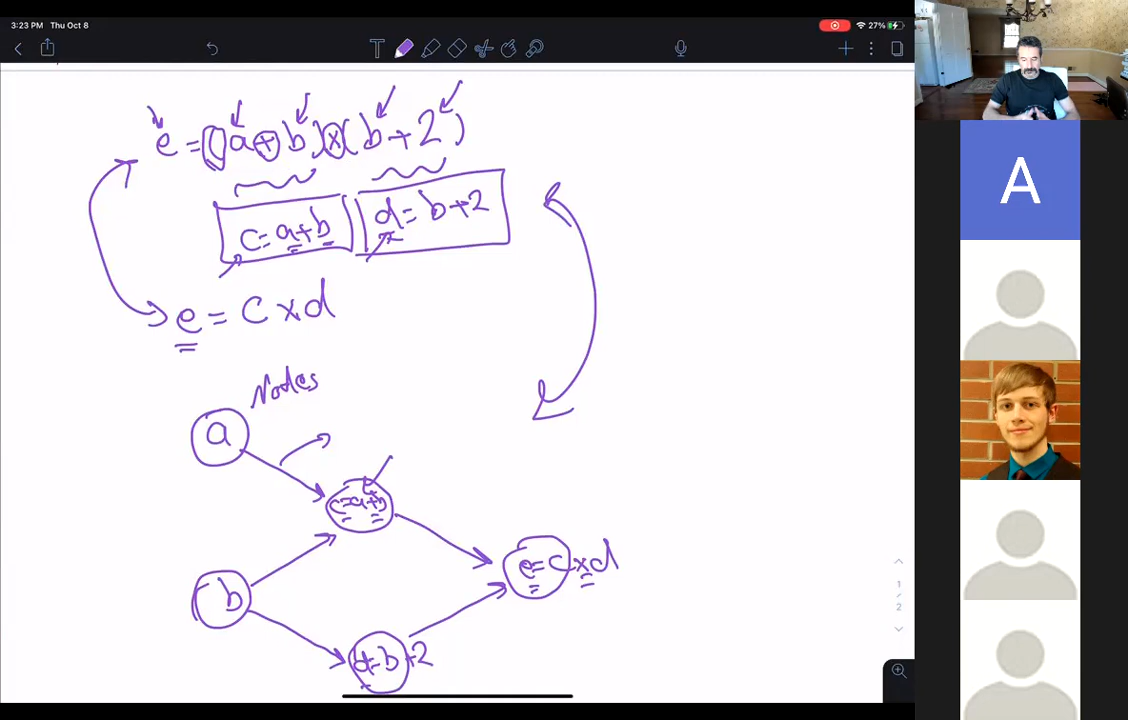 3:23 PM Thu Oct 8
27%
T
e = (a + b) × (b + 2)
c = a + b
d = b + 2
e = c × d
Nodes
a
c = a + b
b
e = c × d
d = b + 2
A
1
/
2